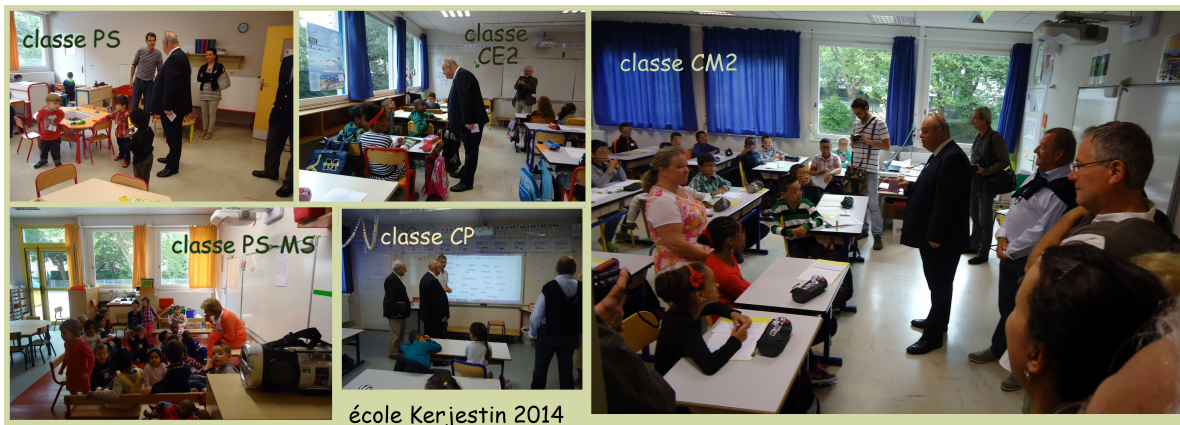 classe PS
classe
CE2
classe CM2
classe PS-MS
classe CP
école Kerjestin 2014